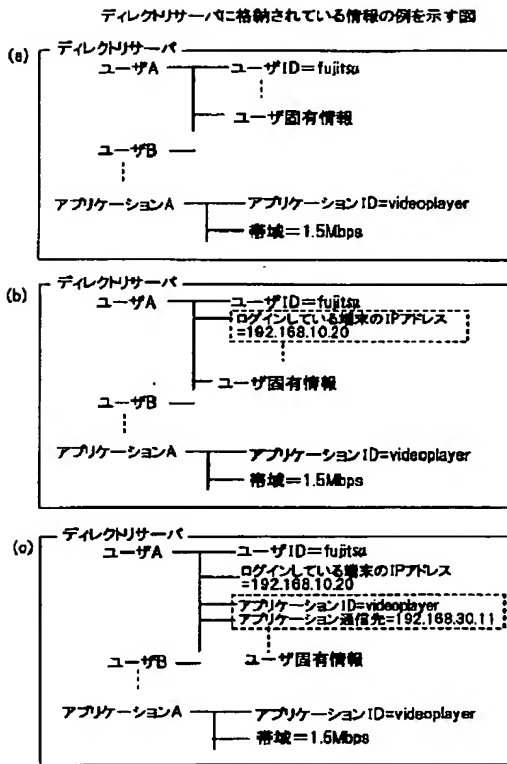 ディレクトリサーバに格納されている情報の例を示す図
(a)
ディレクトリサーバ
ユーザA
ユーザID=fujitsu
ユーザ固有情報
ユーザB
アプリケーションA
アプリケーションID=videoplayer
帯域=1.5Mbps
(b)
ディレクトリサーバ
ユーザA
ユーザID=fujitsu
ログインしている端末のIPアドレス
=192.168.10.20
ユーザ固有情報
ユーザB
アプリケーションA
アプリケーションID=videoplayer
帯域=1.5Mbps
(c)
ディレクトリサーバ
ユーザA
ユーザID=fujitsu
ログインしている端末のIPアドレス
=192.168.10.20
アプリケーションID=videoplayer
アプリケーション通信先=192.168.30.11
ユーザB
ユーザ固有情報
アプリケーションA
アプリケーションID=videoplayer
帯域=1.5Mbps